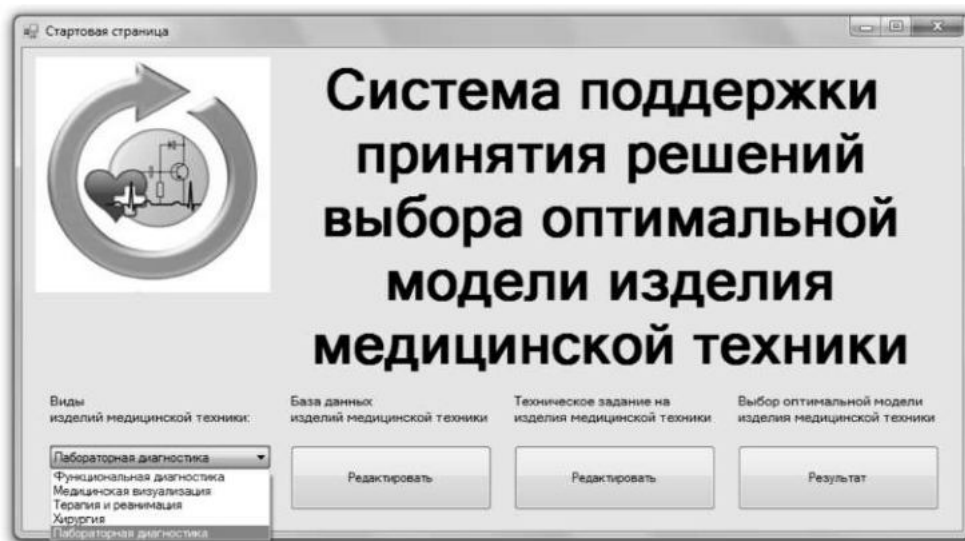 Стартовая страница
Система поддержки
принятия решений
выбора оптимальной
модели изделия
медицинской техники
Виды
изделий медицинской техники:
База данных
изделий медицинской техники
Техническое задание на
изделия медицинской техники
Выбор оптимальной модели
изделия медицинской техники
Лабораторная диагностика
Функциональная диагностика
Медицинская визуализация
Терапия и реанимация
Хирургия
Лабораторная диагностика
Редактировать
Редактировать
Результат